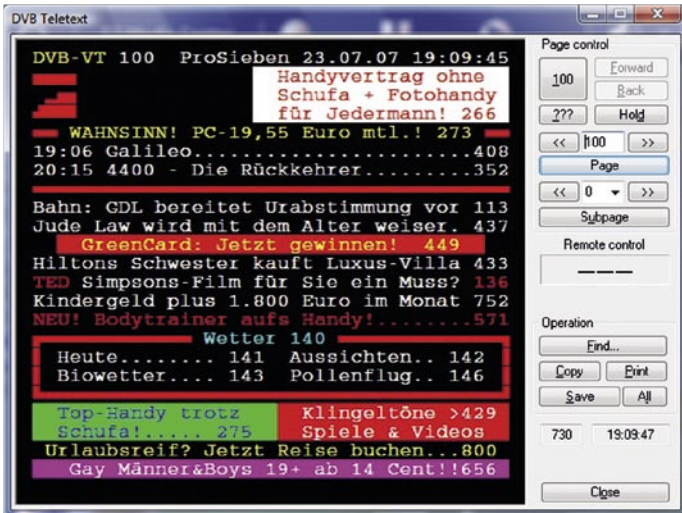 DVB Teletext
DVB-VT 100 ProSieben 23.07.07 19:09:45
Handyvertrag ohne
Schufa + Fotohandy
für Jedermann! 266
WAHNSINN! PC-19,55 Euro mtl.! 273
19:06 Galileo.........................408
20:15 4400 - Die Rückkehrer...........352
Bahn: GDL bereitet Urabstimmung vor 113
Jude Law wird mit dem Alter weiser. 437
GreenCard: Jetzt gewinnen! 449
Hiltons Schwester kauft Luxus-Villa 433
TED Simpsons-Film für Sie ein Muss? 136
Kindergeld plus 1.800 Euro im Monat 752
NEU! Bodytrainer aufs Handy!........571
Wetter 140
Heute........ 141 Aussichten.. 142
Biowetter.... 143 Pollenflug.. 146
Top-Handy trotz Klingeltöne >429
Schufa!..... 275 Spiele & Videos
Urlaubsreif? Jetzt Reise buchen...800
Gay Männer&Boys 19+ ab 14 Cent!!656
Page control
100 Forward
Back
??? Hold
<< 100 >>
Page
<< 0 >>
Subpage
Remote control
---
Operation
Find...
Copy Print
Save All
730 19:09:47
Close